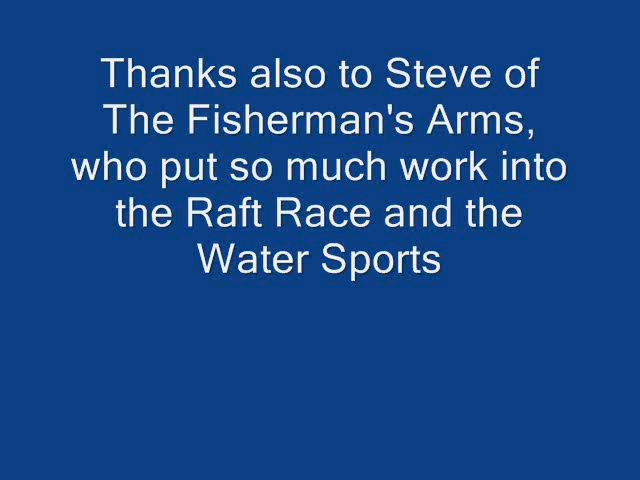 Thanks also to Steve of
The Fisherman's Arms,
who put so much work into
the Raft Race and the
Water Sports